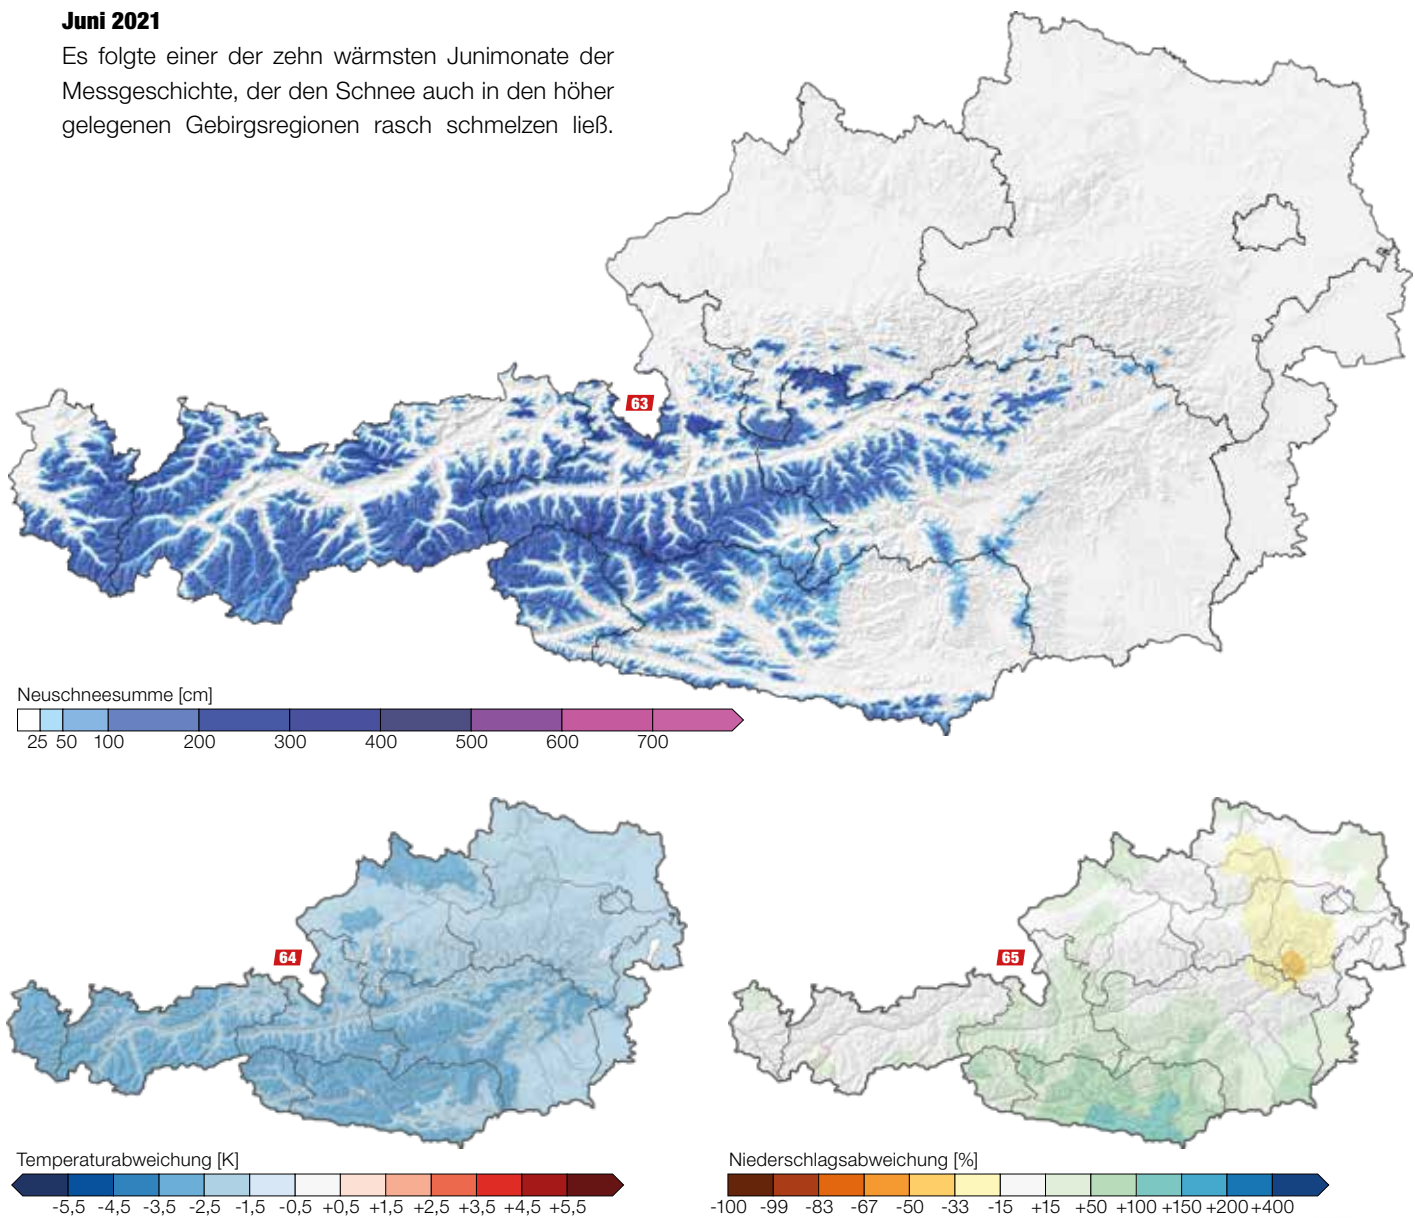 Juni 2021
Es folgte einer der zehn wärmsten Junimonate der
Messgeschichte, der den Schnee auch in den höher
gelegenen Gebirgsregionen rasch schmelzen ließ.
63
Neuschneesumme [cm]
25 50 100 200 300 400 500 600 700
64
65
Temperaturabweichung [K]
-5,5 -4,5 -3,5 -2,5 -1,5 -0,5 +0,5 +1,5 +2,5 +3,5 +4,5 +5,5
Niederschlagsabweichung [%]
-100 -99 -83 -67 -50 -33 -15 +15 +50 +100 +150 +200 +400